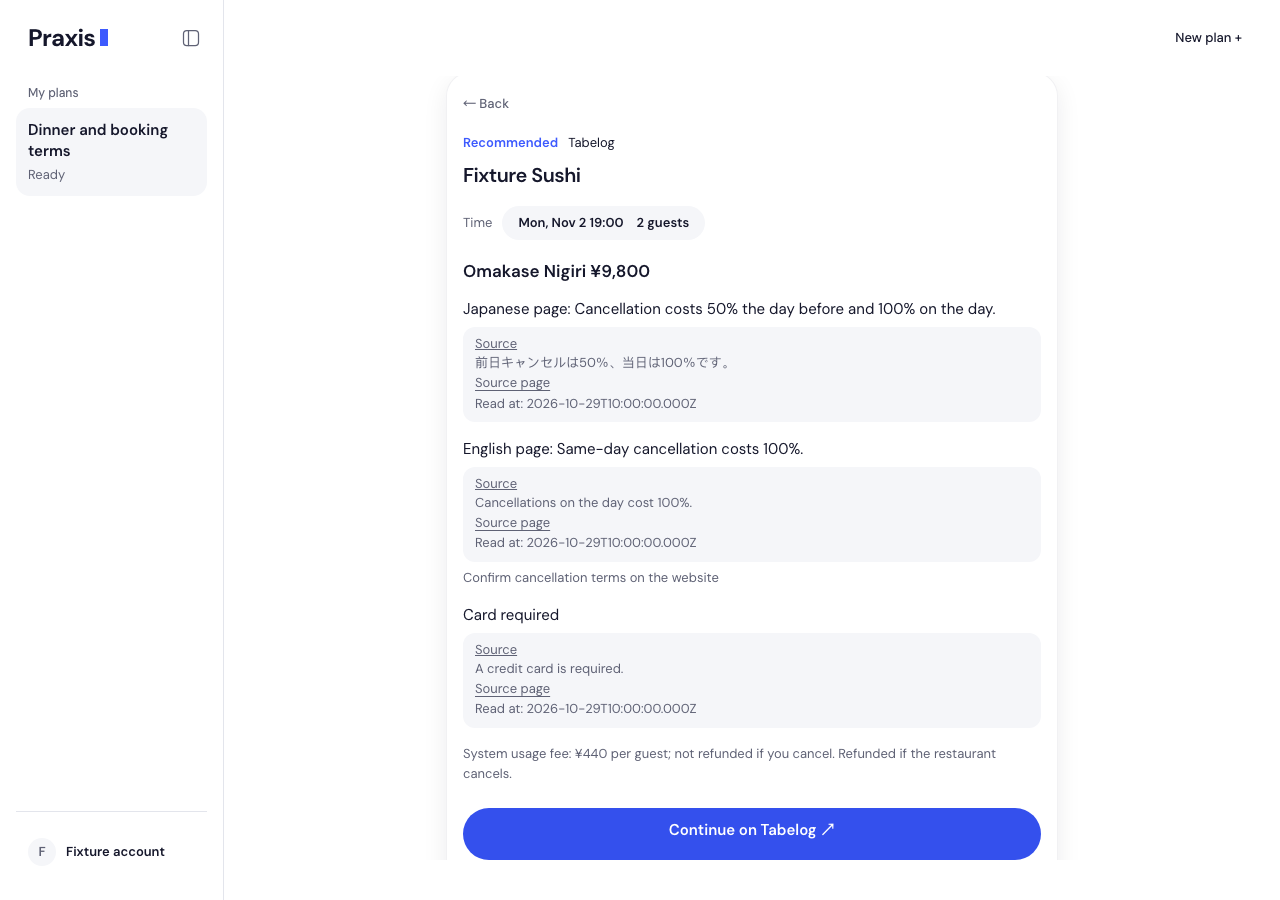 Praxis
New plan +
My plans
Dinner and booking
terms
Ready
← Back
Recommended Tabelog
Fixture Sushi
Time Mon, Nov 2 19:00 2 guests
Omakase Nigiri ¥9,800
Japanese page: Cancellation costs 50% the day before and 100% on the day.
Source
前日キャンセルは50%、当日は100%です。
Source page
Read at: 2026-10-29T10:00:00.000Z
English page: Same-day cancellation costs 100%.
Source
Cancellations on the day cost 100%.
Source page
Read at: 2026-10-29T10:00:00.000Z
Confirm cancellation terms on the website
Card required
Source
A credit card is required.
Source page
Read at: 2026-10-29T10:00:00.000Z
System usage fee: ¥440 per guest; not refunded if you cancel. Refunded if the restaurant
cancels.
Continue on Tabelog ↗
F Fixture account